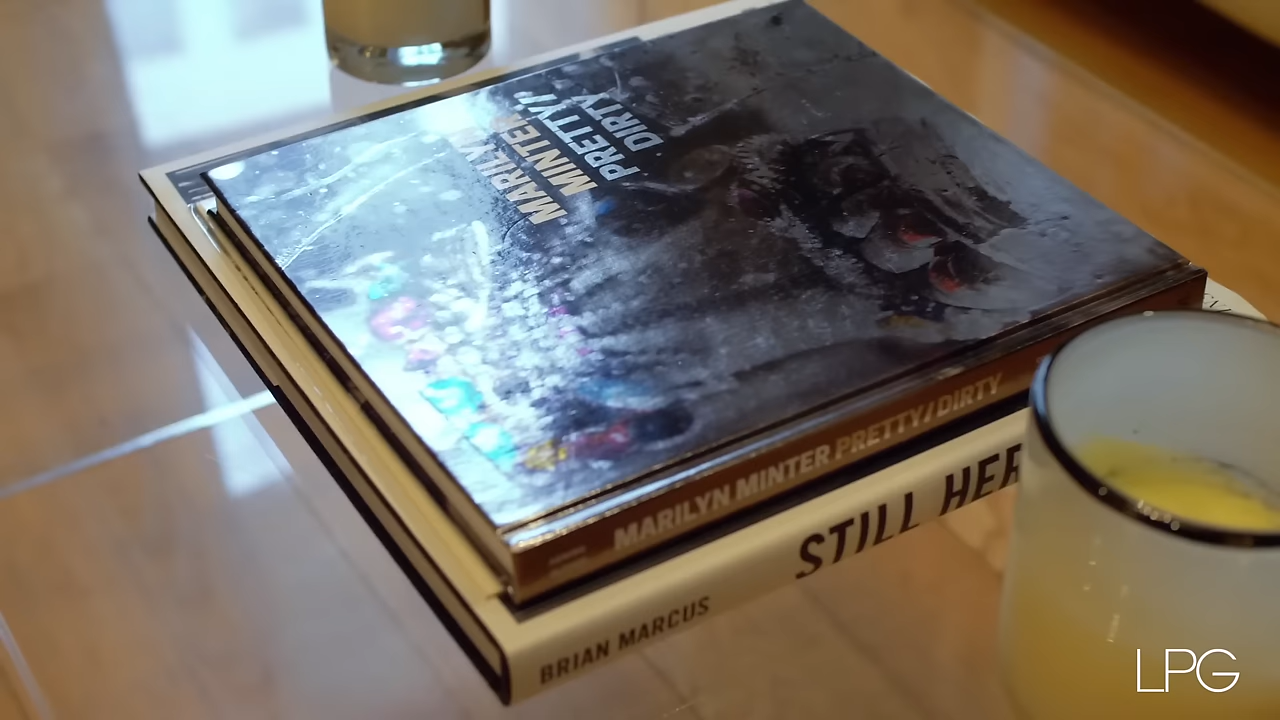 MARILYN
MINTER
PRETTY/
DIRTY
MARILYN MINTER PRETTY/DIRTY
STILL HER
BRIAN MARCUS
LPG